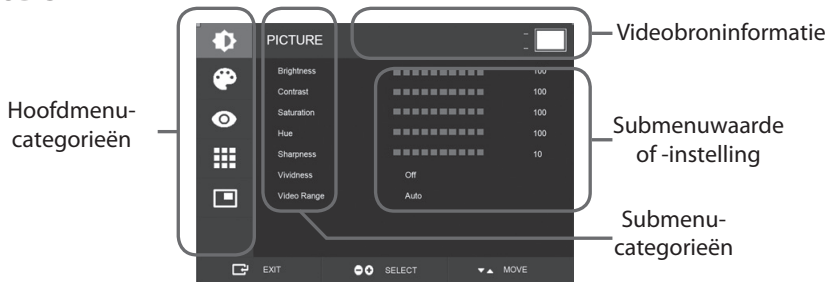 Videobroninformatie
PICTURE
Brightness 100
Contrast 100
Saturation 100
Hue 100
Sharpness 10
Vividness Off
Video Range Auto
EXIT SELECT MOVE
Hoofdmenu-
categorieën
Submenuwaarde
of -instelling
Submenu-
categorieën